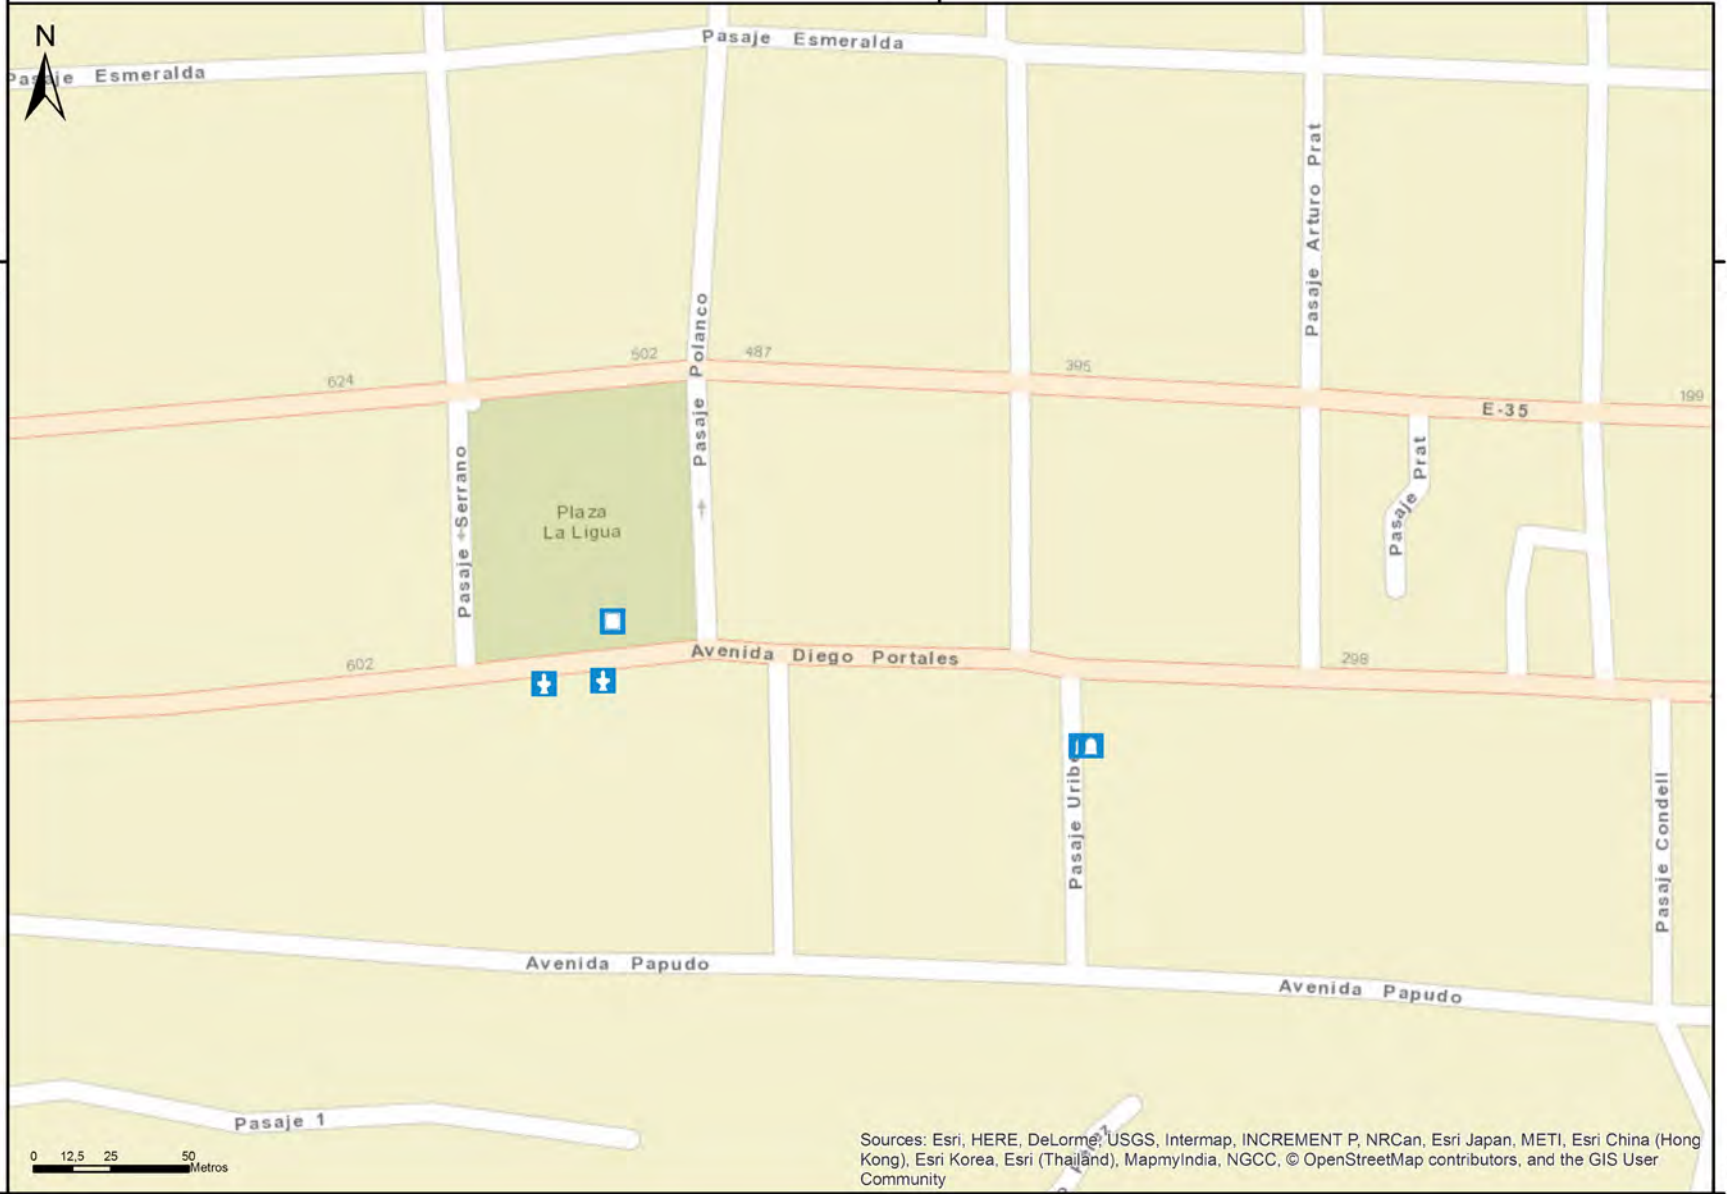 N
Pasaje Esmeralda
Pasaje Esmeralda
Pasaje Arturo Prat
Pasaje Polanco
502
487
624
395
199
E-35
Pasaje Serrano
Pasaje Prat
Plaza
La Ligua
602
Avenida Diego Portales
298
Pasaje Uribe
Pasaje Condell
Avenida Papudo
Avenida Papudo
Pasaje 1
0 12,5 25 50
Metros
Sources: Esri, HERE, DeLorme, USGS, Intermap, INCREMENT P, NRCan, Esri Japan, METI, Esri China (Hong
Kong), Esri Korea, Esri (Thailand), MapmyIndia, NGCC, © OpenStreetMap contributors, and the GIS User
Community